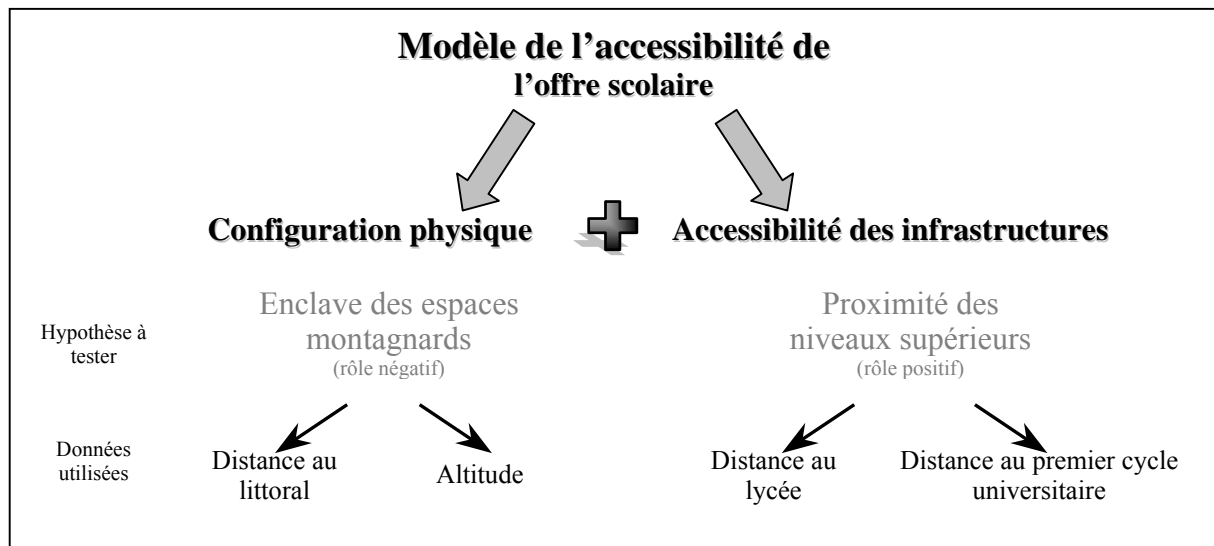 Modèle de l'accessibilité de
l'offre scolaire
Configuration physique
Accessibilité des infrastructures
Hypothèse à
tester
Enclave des espaces
montagnards
(rôle négatif)
Proximité des
niveaux supérieurs
(rôle positif)
Données
utilisées
Distance au
littoral
Altitude
Distance au
lycée
Distance au premier cycle
universitaire